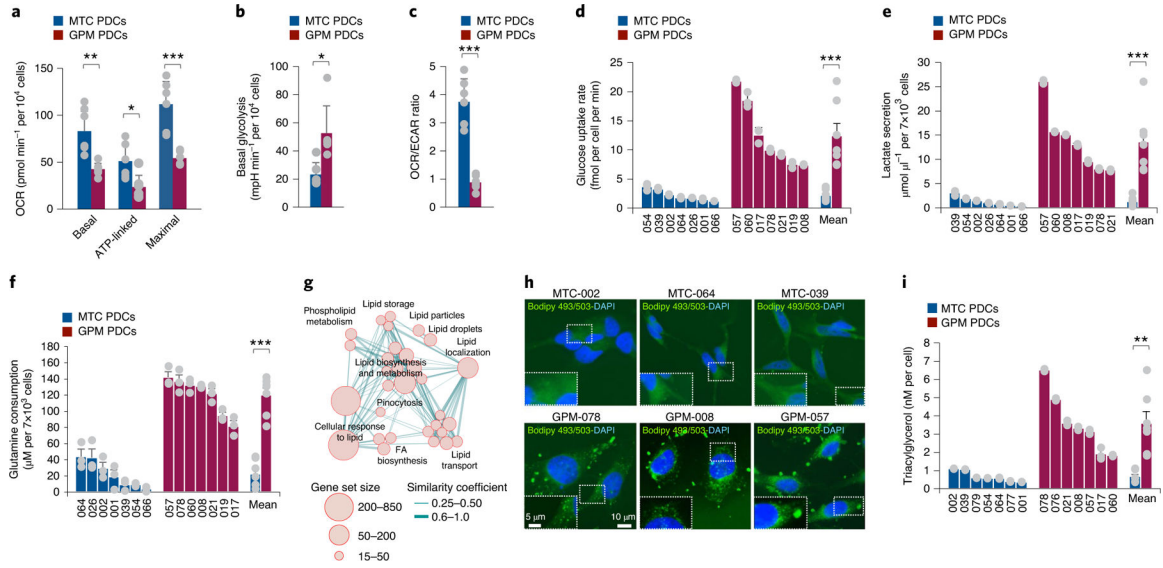 a
MTC PDCs
GPM PDCs
OCR (pmol min⁻¹ per 10⁴ cells)
150
100
50
0
**
*
***
Basal
ATP-linked
Maximal
b
MTC PDCs
GPM PDCs
Basal glycolysis
(mpH min⁻¹ per 10⁴ cells)
100
80
60
40
20
0
*
c
MTC PDCs
GPM PDCs
OCR/ECAR ratio
5
4
3
2
1
0
***
d
MTC PDCs
GPM PDCs
Glucose uptake rate
(fmol per cell per min)
25
20
15
10
5
0
***
054
039
002
064
026
001
066
057
060
017
078
021
019
008
Mean
e
MTC PDCs
GPM PDCs
Lactate secretion
μmol μl⁻¹ per 7×10³ cells
30
25
20
15
10
5
0
***
039
054
002
026
064
001
066
057
060
008
017
019
078
021
Mean
f
MTC PDCs
GPM PDCs
Glutamine consumption
(μM per 7×10³ cells)
180
160
140
120
100
80
60
40
20
0
***
064
026
002
001
039
054
066
057
078
060
008
021
019
017
Mean
g
Lipid storage
Phospholipid
metabolism
Lipid particles
Lipid droplets
Lipid
localization
Lipid biosynthesis
and metabolism
Pinocytosis
Cellular response
to lipid
FA
biosynthesis
Lipid
transport
Gene set size
200–850
50–200
15–50
Similarity coefficient
0.25–0.50
0.6–1.0
h
MTC-002
MTC-064
MTC-039
Bodipy 493/503-DAPI
Bodipy 493/503-DAPI
Bodipy 493/503-DAPI
GPM-078
GPM-008
GPM-057
Bodipy 493/503-DAPI
Bodipy 493/503-DAPI
Bodipy 493/503-DAPI
5 μm
10 μm
i
MTC PDCs
GPM PDCs
Triacylglycerol (nM per cell)
8
7
6
5
4
3
2
1
0
**
002
039
079
054
064
077
001
078
076
021
008
057
017
060
Mean